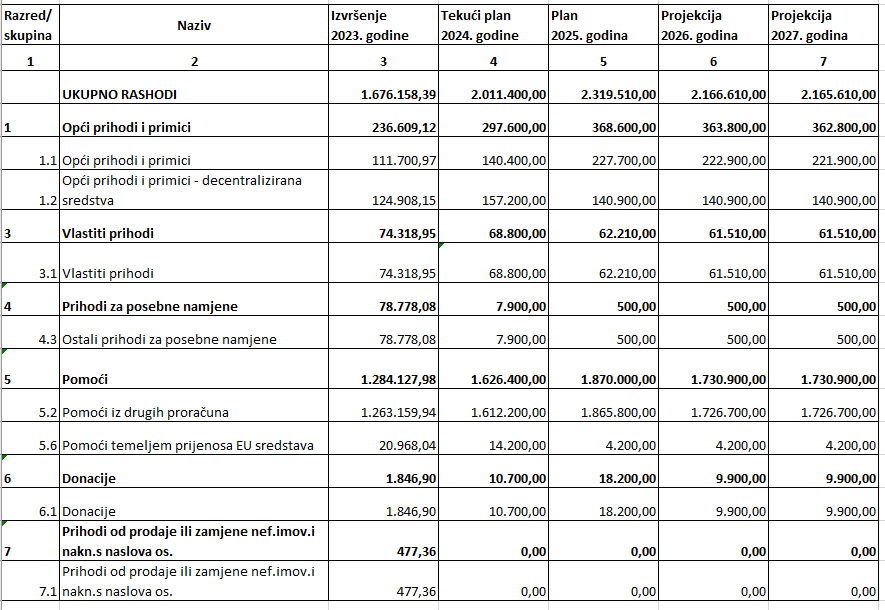 Razred/ skupina Naziv Izvršenje 2023. godine Tekući plan 2024. godine Plan 2025. godina Projekcija 2026. godina Projekcija 2027. godina
1 2 3 4 5 6 7
UKUPNO RASHODI 1.676.158,39 2.011.400,00 2.319.510,00 2.166.610,00 2.165.610,00
1 Opći prihodi i primici 236.609,12 297.600,00 368.600,00 363.800,00 362.800,00
1.1 Opći prihodi i primici 111.700,97 140.400,00 227.700,00 222.900,00 221.900,00
Opći prihodi i primici - decentralizirana
1.2 sredstva 124.908,15 157.200,00 140.900,00 140.900,00 140.900,00
3 Vlastiti prihodi 74.318,95 68.800,00 62.210,00 61.510,00 61.510,00
3.1 Vlastiti prihodi 74.318,95 68.800,00 62.210,00 61.510,00 61.510,00
4 Prihodi za posebne namjene 78.778,08 7.900,00 500,00 500,00 500,00
4.3 Ostali prihodi za posebne namjene 78.778,08 7.900,00 500,00 500,00 500,00
5 Pomoći 1.284.127,98 1.626.400,00 1.870.000,00 1.730.900,00 1.730.900,00
5.2 Pomoći iz drugih proračuna 1.263.159,94 1.612.200,00 1.865.800,00 1.726.700,00 1.726.700,00
5.6 Pomoći temeljem prijenosa EU sredstava 20.968,04 14.200,00 4.200,00 4.200,00 4.200,00
6 Donacije 1.846,90 10.700,00 18.200,00 9.900,00 9.900,00
6.1 Donacije 1.846,90 10.700,00 18.200,00 9.900,00 9.900,00
Prihodi od prodaje ili zamjene nef.imov.i
7 nakn.s naslova os. 477,36 0,00 0,00 0,00 0,00
Prihodi od prodaje ili zamjene nef.imov.i
7.1 nakn.s naslova os. 477,36 0,00 0,00 0,00 0,00